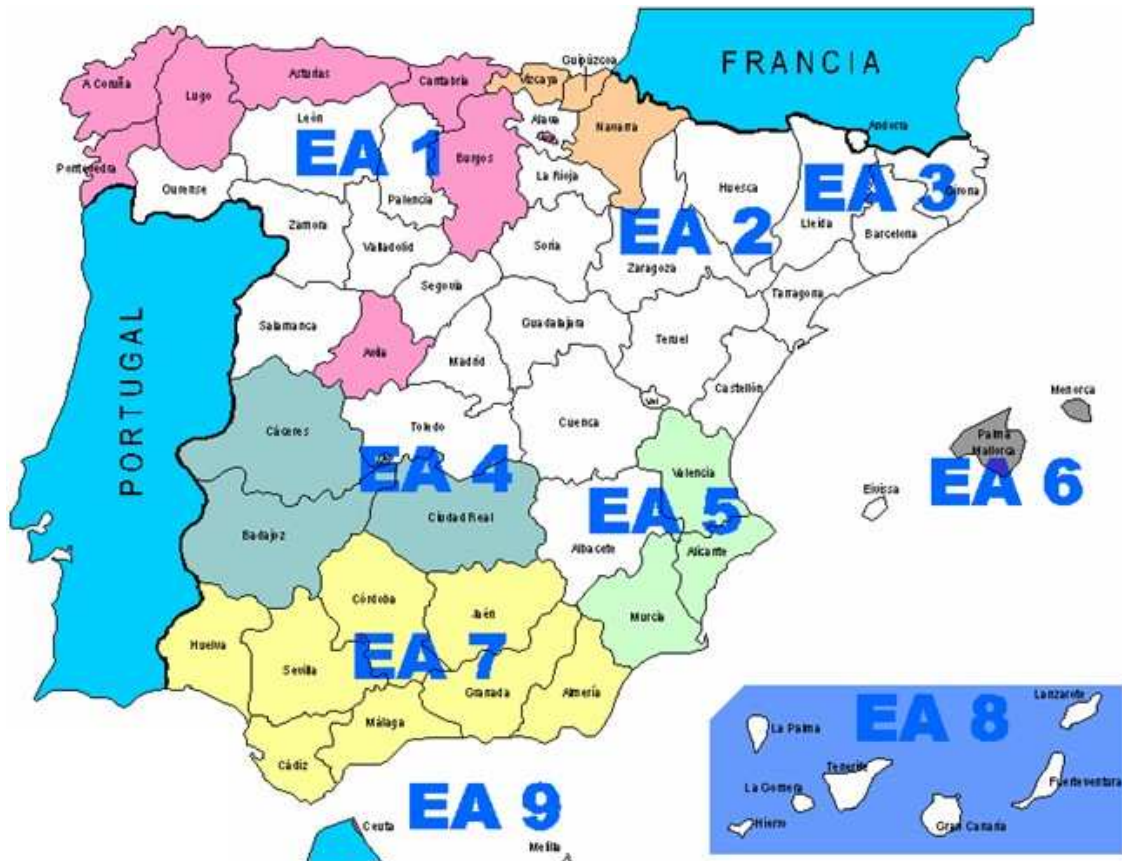 FRANCIA
A Coruña
Lugo
Asturias
Cantabria
Vizcaya
Guipúzcoa
Navarra
Alava
León
EA 1
Burgos
Palencia
Pontevedra
Ourense
La Rioja
Huesca
Andorra
EA 3
Girona
Lleida
Barcelona
EA 2
Zaragoza
Zamora
Valladolid
Soria
Segovia
Tarragona
Salamanca
Avila
Madrid
Guadalajara
Teruel
Castellón
Menorca
PORTUGAL
Cáceres
Toledo
Cuenca
Val
Palma
Mallorca
EA 4
Valencia
EA 6
Eivissa
Badajoz
Ciudad Real
EA 5
Albacete
Alicante
Córdoba
Jaén
Murcia
Huelva
Sevilla
EA 7
Granada
Almería
Málaga
Cádiz
EA 8
Lanzarote
La Palma
Tenerife
La Gomera
Fuerteventura
Hierro
Gran Canaria
EA 9
Ceuta
Melilla